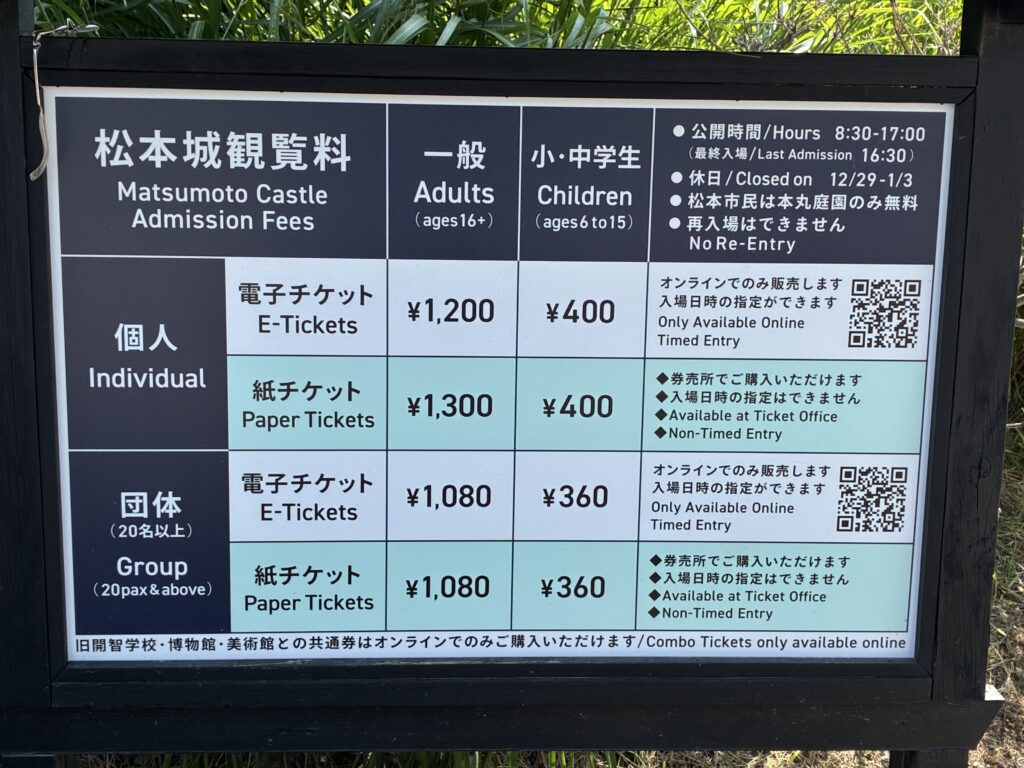 松本城観覧料
Matsumoto Castle
Admission Fees
一般
Adults
(ages16+)
小・中学生
Children
(ages 6 to 15)
● 公開時間/Hours 8:30-17:00
(最終入場/Last Admission 16:30)
● 休日/Closed on 12/29-1/3
● 松本市民は本丸庭園のみ無料
● 再入場はできません
No Re-Entry
個人
Individual
電子チケット
E-Tickets
¥1,200
¥400
オンラインでのみ販売します
入場日時の指定ができます
Only Available Online
Timed Entry
紙チケット
Paper Tickets
¥1,300
¥400
◆券売所でご購入いただけます
◆入場日時の指定はできません
◆Available at Ticket Office
◆Non-Timed Entry
団体
(20名以上)
Group
(20pax & above)
電子チケット
E-Tickets
¥1,080
¥360
オンラインでのみ販売します
入場日時の指定ができます
Only Available Online
Timed Entry
紙チケット
Paper Tickets
¥1,080
¥360
◆券売所でご購入いただけます
◆入場日時の指定はできません
◆Available at Ticket Office
◆Non-Timed Entry
旧開智学校・博物館・美術館との共通券はオンラインでのみご購入いただけます/Combo Tickets only available online